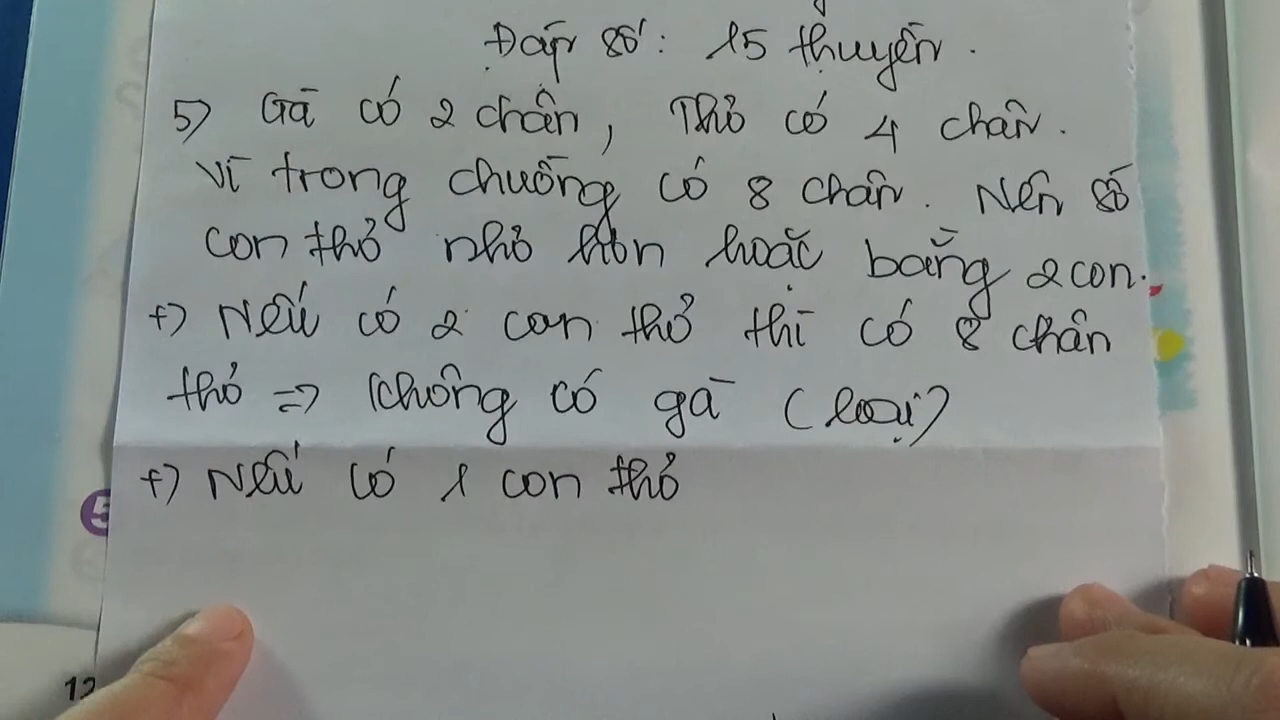 Đáp số: 15 thuyền.
5) Gà có 2 chân, Thỏ có 4 chân.
Vì trong chuồng có 8 chân. Nên số
con thỏ nhỏ hơn hoặc bằng 2 con.
+) Nếu có 2 con thỏ thì có 8 chân
thỏ => không có gà (loại)
+) Nếu có 1 con thỏ
5
12